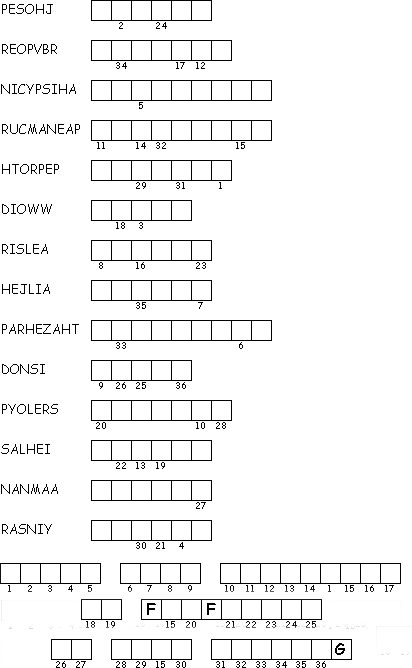 PESOHJ
2 24
REOPVBR
34 17 12
NICYPSIHA
5
RUCMANEAP
11 14 32 15
HTORPEP
29 31 1
DIOWW
18 3
RISLEA
8 16 23
HEJLIA
35 7
PARHEZAHT
33 6
DONSI
9 26 25 36
PYOLERS
20 10 28
SALHEI
22 13 19
NANMAA
27
RASNIY
30 21 4
1 2 3 4 5 6 7 8 9 10 11 12 13 14 1 15 16 17
F F
18 19 15 20 21 22 23 24 25
G
26 27 28 29 15 30 31 32 33 34 35 36